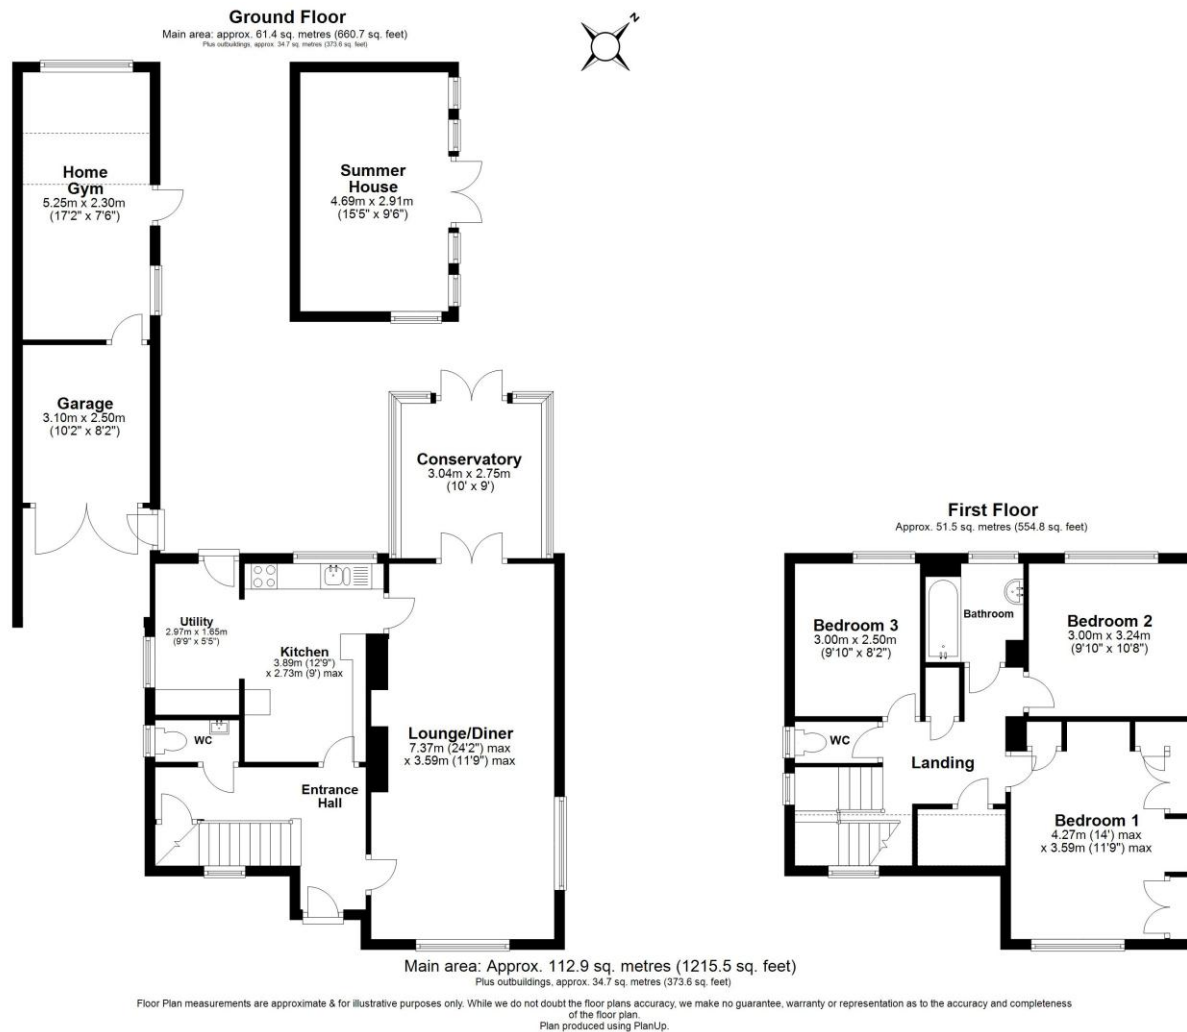 Ground Floor
Main area: approx. 61.4 sq. metres (660.7 sq. feet)
Plus outbuildings, approx. 34.7 sq. metres (373.6 sq. feet)
N
Home
Gym
5.25m x 2.30m
(17'2" x 7'6")
Summer
House
4.69m x 2.91m
(15'5" x 9'6")
Garage
3.10m x 2.50m
(10'2" x 8'2")
Conservatory
3.04m x 2.75m
(10' x 9')
Utility
2.97m x 1.65m
(9'9" x 5'5")
Kitchen
3.89m (12'9")
x 2.73m (9') max
WC
Lounge/Diner
7.37m (24'2") max
x 3.59m (11'9") max
Entrance
Hall
First Floor
Approx. 51.5 sq. metres (554.8 sq. feet)
Bedroom 3
3.00m x 2.50m
(9'10" x 8'2")
Bathroom
Bedroom 2
3.00m x 3.24m
(9'10" x 10'8")
WC
Landing
Bedroom 1
4.27m (14') max
x 3.59m (11'9") max
Main area: Approx. 112.9 sq. metres (1215.5 sq. feet)
Plus outbuildings, approx. 34.7 sq. metres (373.6 sq. feet)
Floor Plan measurements are approximate & for illustrative purposes only. While we do not doubt the floor plans accuracy, we make no guarantee, warranty or representation as to the accuracy and completeness
of the floor plan.
Plan produced using PlanUp.